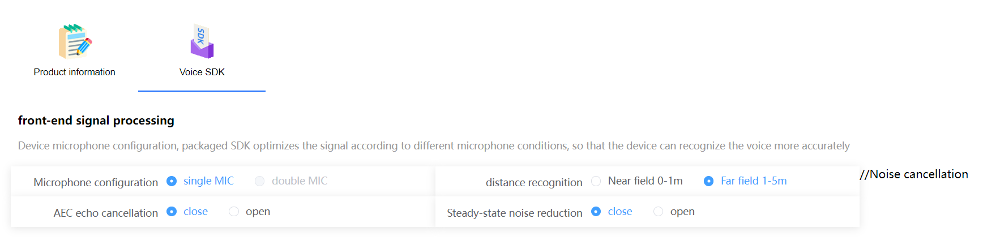 SDK
Product information
Voice SDK
front-end signal processing
Device microphone configuration, packaged SDK optimizes the signal according to different microphone conditions, so that the device can recognize the voice more accurately
Microphone configuration single MIC double MIC distance recognition Near field 0-1m Far field 1-5m //Noise cancellation
AEC echo cancellation close open Steady-state noise reduction close open